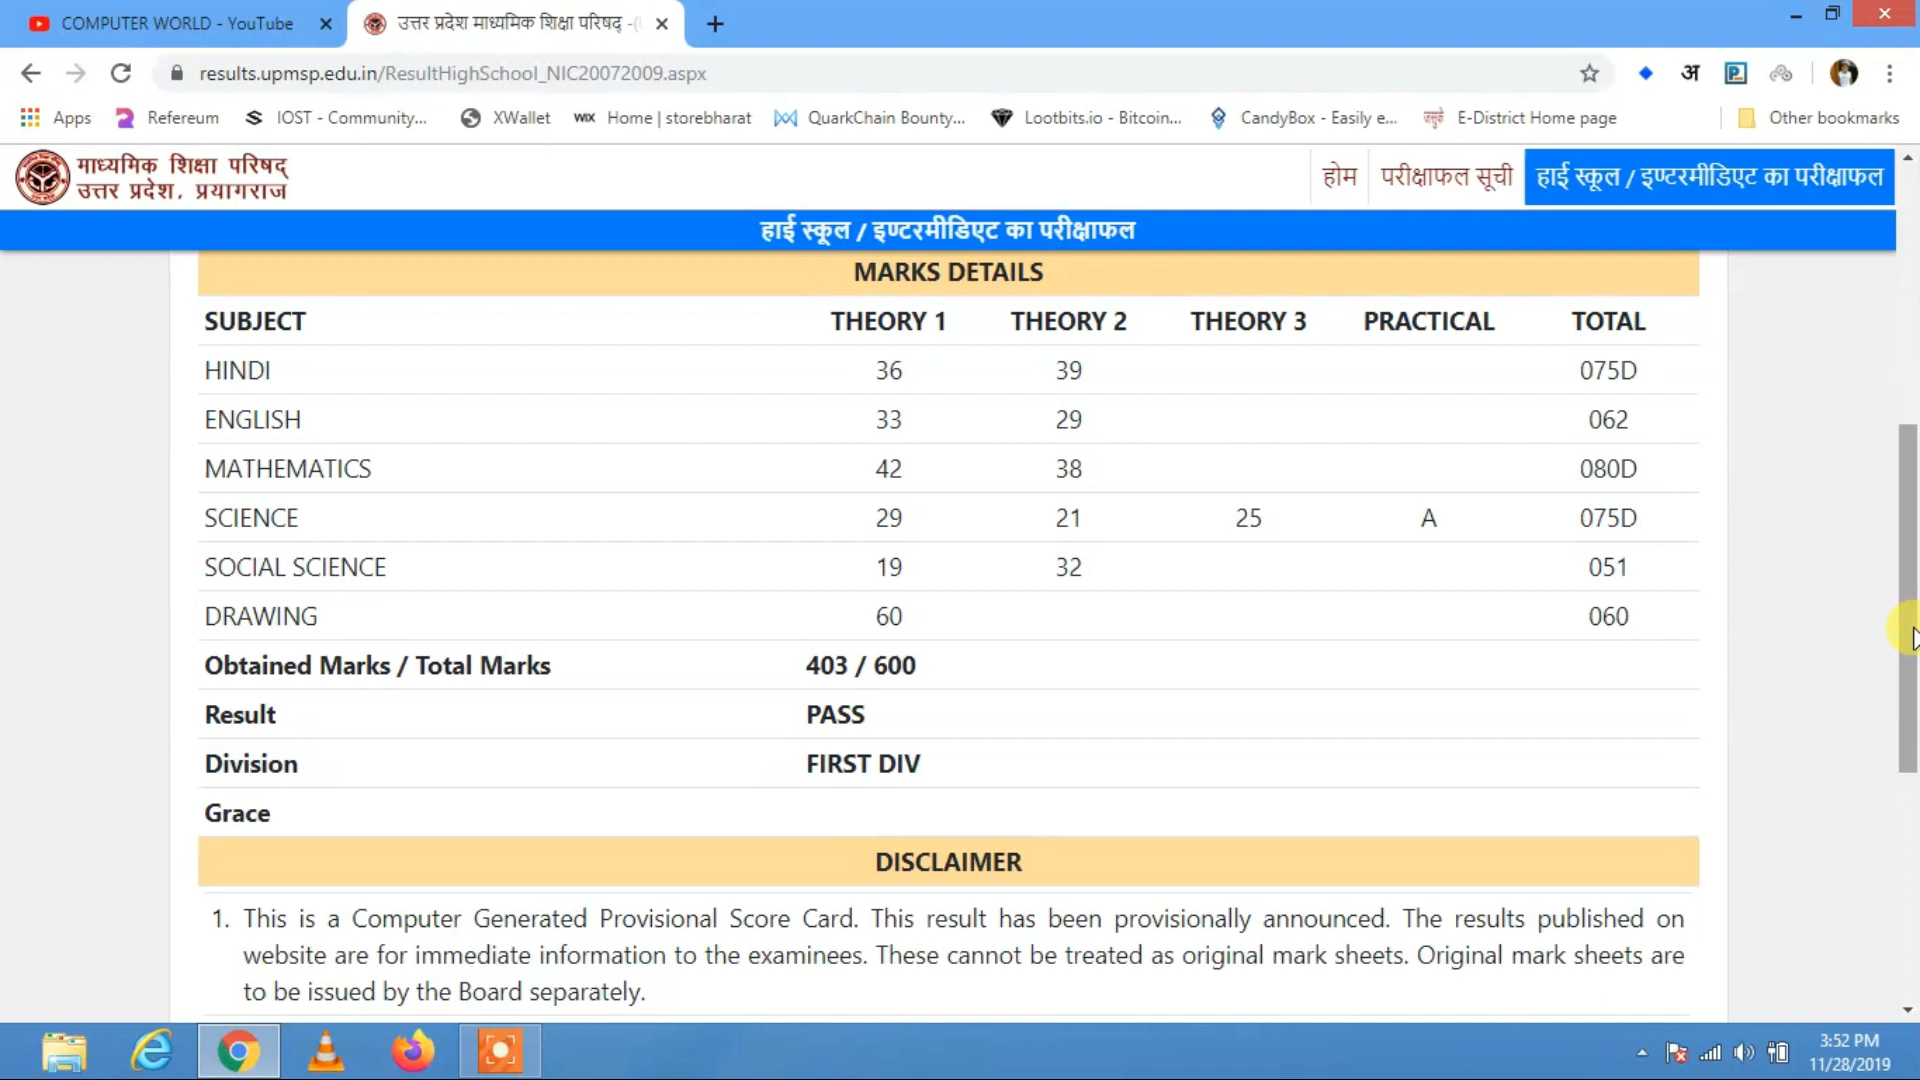 COMPUTER WORLD - YouTube
उत्तर प्रदेश माध्यमिक शिक्षा परिषद् -(
results.upmsp.edu.in/ResultHighSchool_NIC20072009.aspx
अ
Apps Refereum IOST - Community... XWallet WIX Home | storebharat QuarkChain Bounty... Lootbits.io - Bitcoin... CandyBox - Easily e... E-District Home page Other bookmarks
माध्यमिक शिक्षा परिषद्
उत्तर प्रदेश, प्रयागराज
होम परीक्षाफल सूची हाई स्कूल / इण्टरमीडिएट का परीक्षाफल
हाई स्कूल / इण्टरमीडिएट का परीक्षाफल
MARKS DETAILS
SUBJECT THEORY 1 THEORY 2 THEORY 3 PRACTICAL TOTAL
HINDI 36 39 075D
ENGLISH 33 29 062
MATHEMATICS 42 38 080D
SCIENCE 29 21 25 A 075D
SOCIAL SCIENCE 19 32 051
DRAWING 60 060
Obtained Marks / Total Marks 403 / 600
Result PASS
Division FIRST DIV
Grace
DISCLAIMER
1. This is a Computer Generated Provisional Score Card. This result has been provisionally announced. The results published on
website are for immediate information to the examinees. These cannot be treated as original mark sheets. Original mark sheets are
to be issued by the Board separately.
3:52 PM
11/28/2019